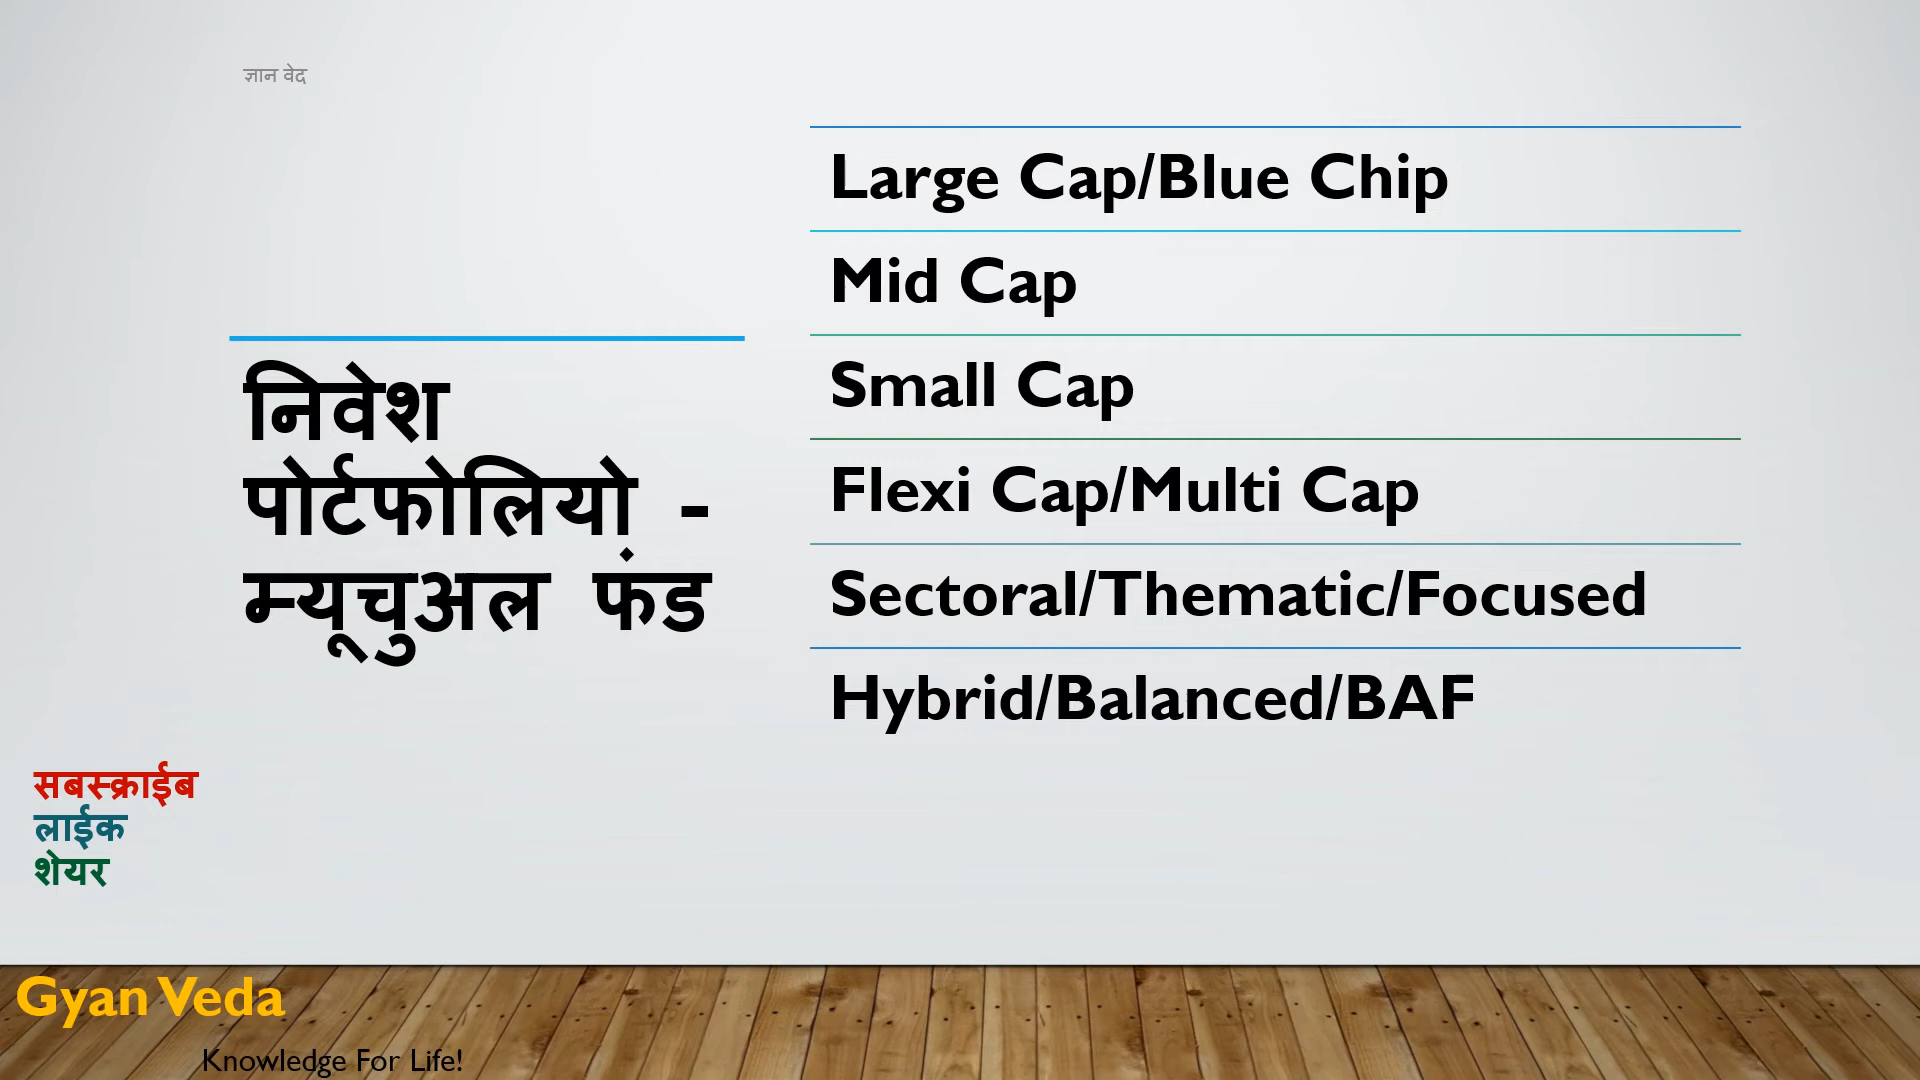 ज्ञान वेद
निवेश
पोर्टफोलियो -
म्यूचुअल फंड
Large Cap/Blue Chip
Mid Cap
Small Cap
Flexi Cap/Multi Cap
Sectoral/Thematic/Focused
Hybrid/Balanced/BAF
सबस्क्राईब
लाईक
शेयर
Gyan Veda
Knowledge For Life!